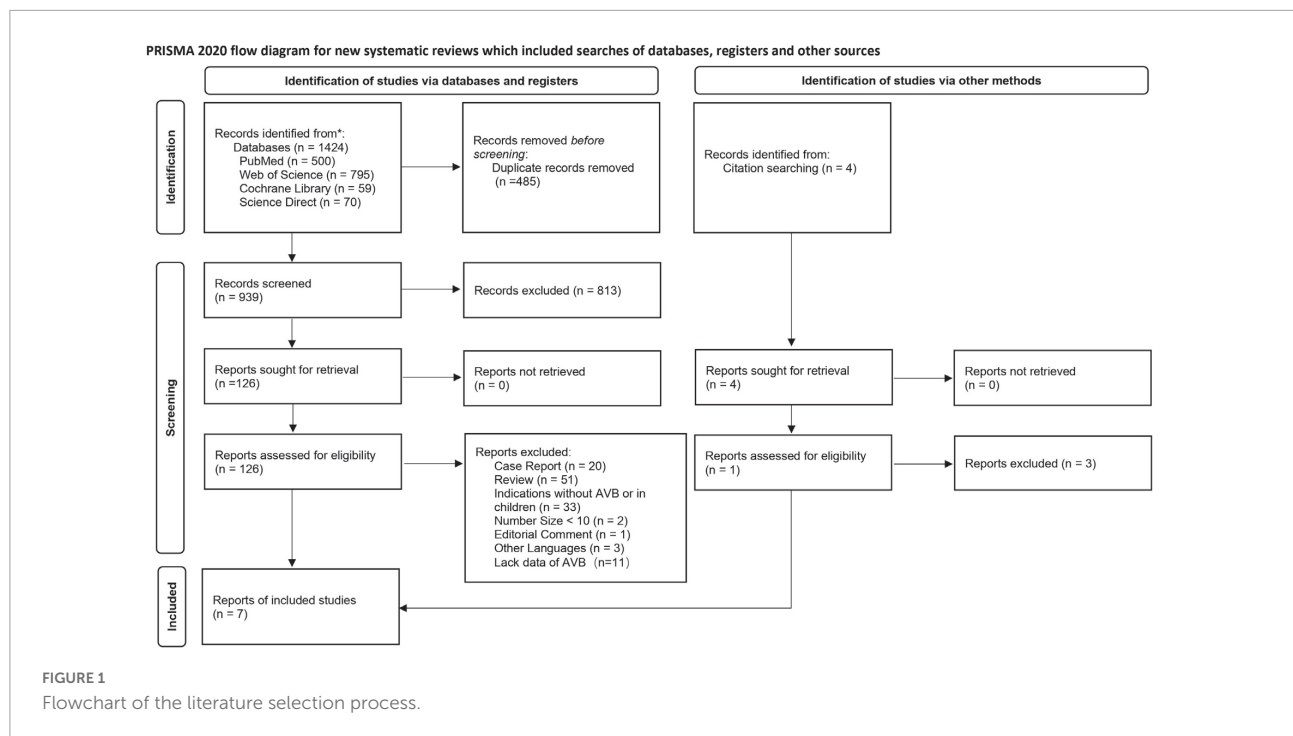 PRISMA 2020 flow diagram for new systematic reviews which included searches of databases, registers and other sources
Identification of studies via databases and registers
Identification of studies via other methods
Identification
Records identified from*:
Databases (n = 1424)
PubMed (n = 500)
Web of Science (n = 795)
Cochrane Library (n = 59)
Science Direct (n = 70)
Records removed before
screening:
Duplicate records removed
(n =485)
Records identified from:
Citation searching (n = 4)
Screening
Records screened
(n = 939)
Records excluded (n = 813)
Reports sought for retrieval
(n =126)
Reports not retrieved
(n = 0)
Reports sought for retrieval
(n = 4)
Reports not retrieved
(n = 0)
Reports assessed for eligibility
(n = 126)
Reports excluded:
Case Report (n = 20)
Review (n = 51)
Indications without AVB or in
children (n = 33)
Number Size < 10 (n = 2)
Editorial Comment (n = 1)
Other Languages (n = 3)
Lack data of AVB (n=11)
Reports assessed for eligibility
(n = 1)
Reports excluded (n = 3)
Included
Reports of included studies
(n = 7)
FIGURE 1
Flowchart of the literature selection process.